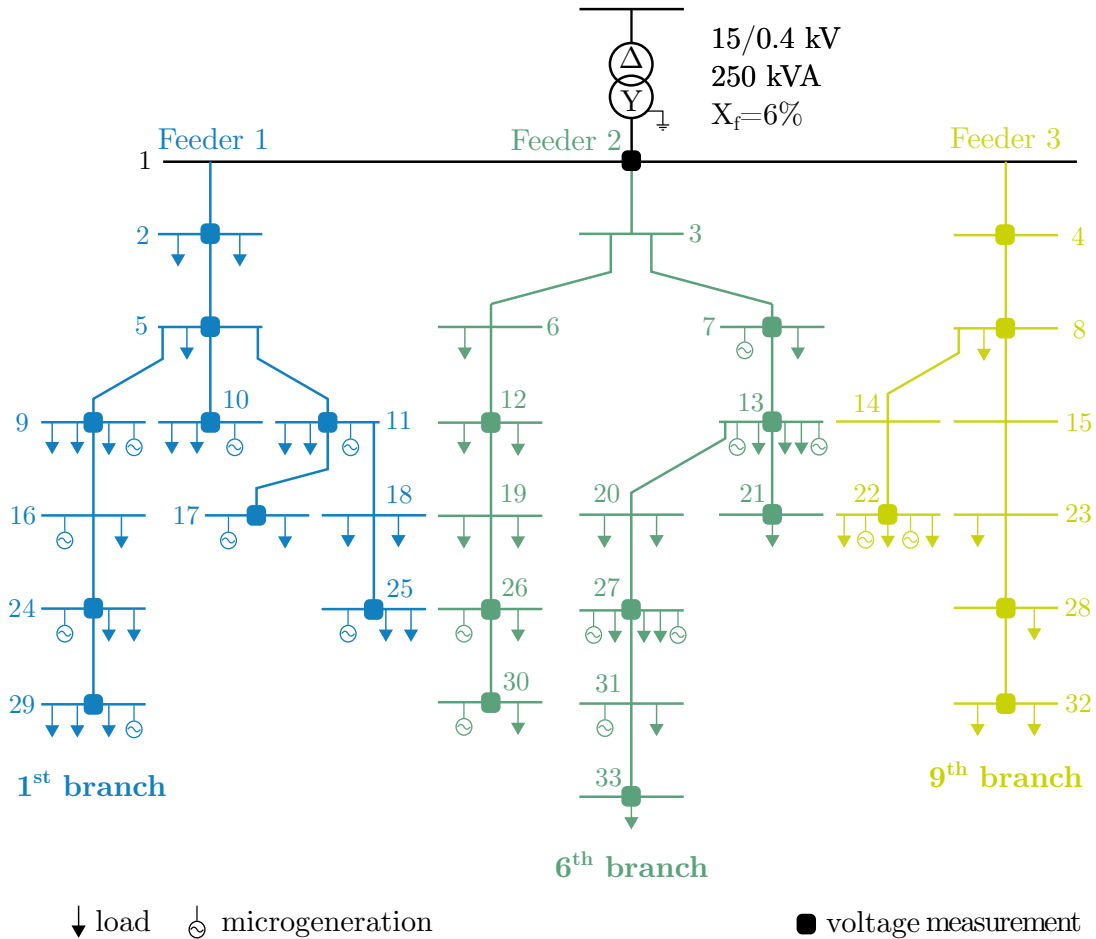 15/0.4 kV
250 kVA
X_f=6%
Δ
Y
Feeder 1
Feeder 2
Feeder 3
1
2
3
4
5
6
7
8
9
10
11
12
13
14
15
16
17
18
19
20
21
22
23
24
25
26
27
28
29
30
31
32
33
1st branch
6th branch
9th branch
load
microgeneration
voltage measurement